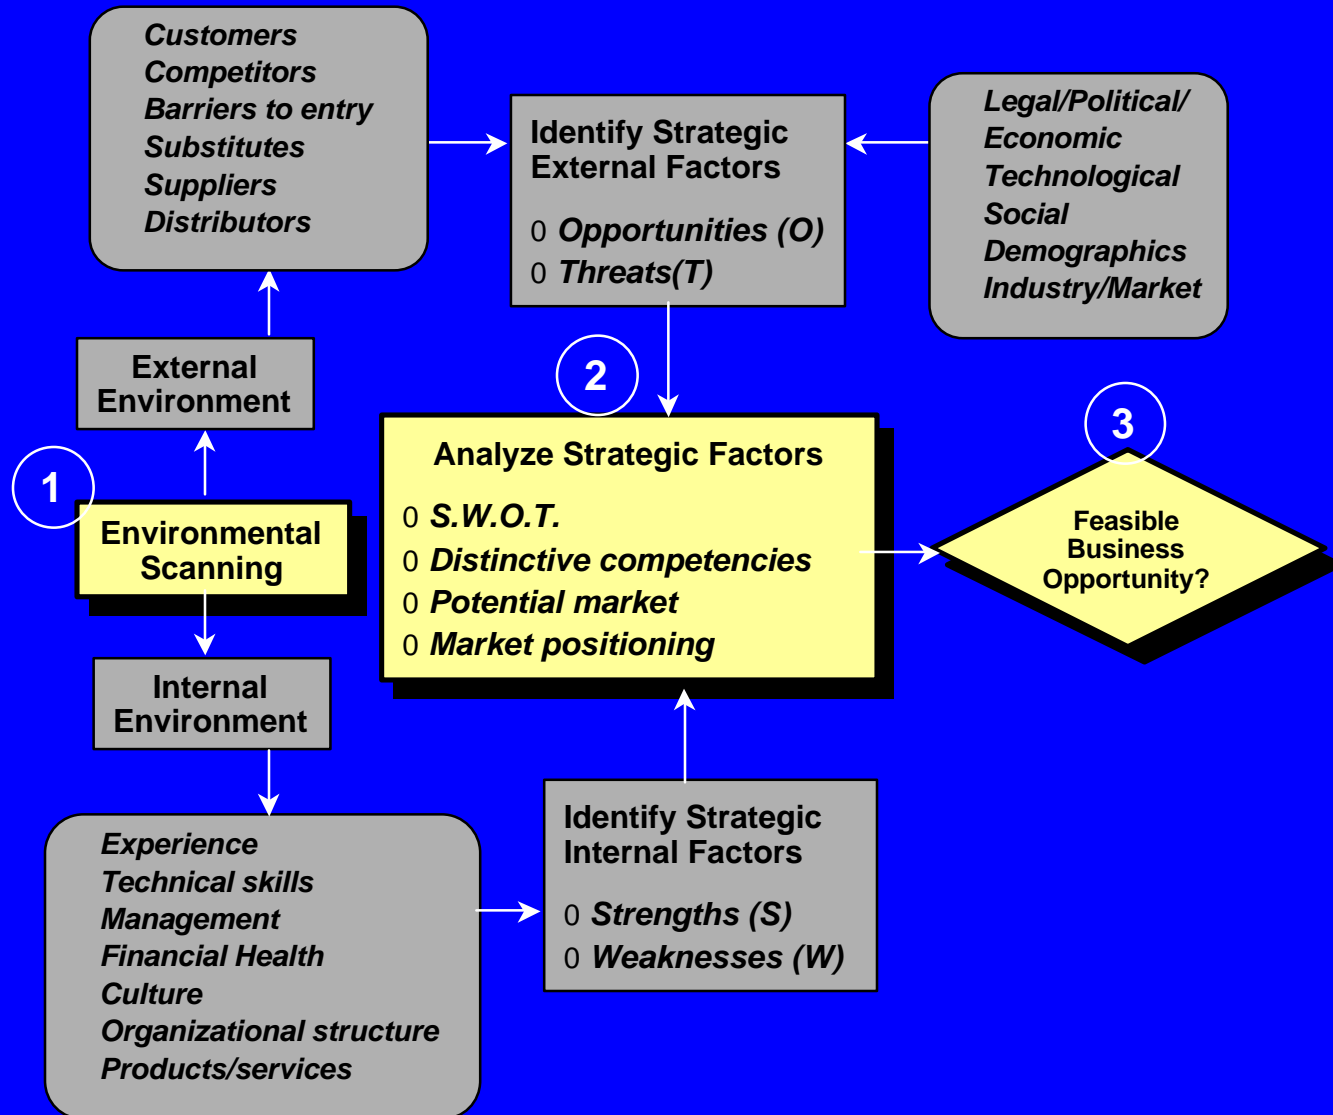 Customers
Competitors
Barriers to entry
Substitutes
Suppliers
Distributors
Identify Strategic
External Factors
0 Opportunities (O)
0 Threats(T)
Legal/Political/
Economic
Technological
Social
Demographics
Industry/Market
External
Environment
1
Environmental
Scanning
2
Analyze Strategic Factors
0 S.W.O.T.
0 Distinctive competencies
0 Potential market
0 Market positioning
3
Feasible
Business
Opportunity?
Internal
Environment
Experience
Technical skills
Management
Financial Health
Culture
Organizational structure
Products/services
Identify Strategic
Internal Factors
0 Strengths (S)
0 Weaknesses (W)